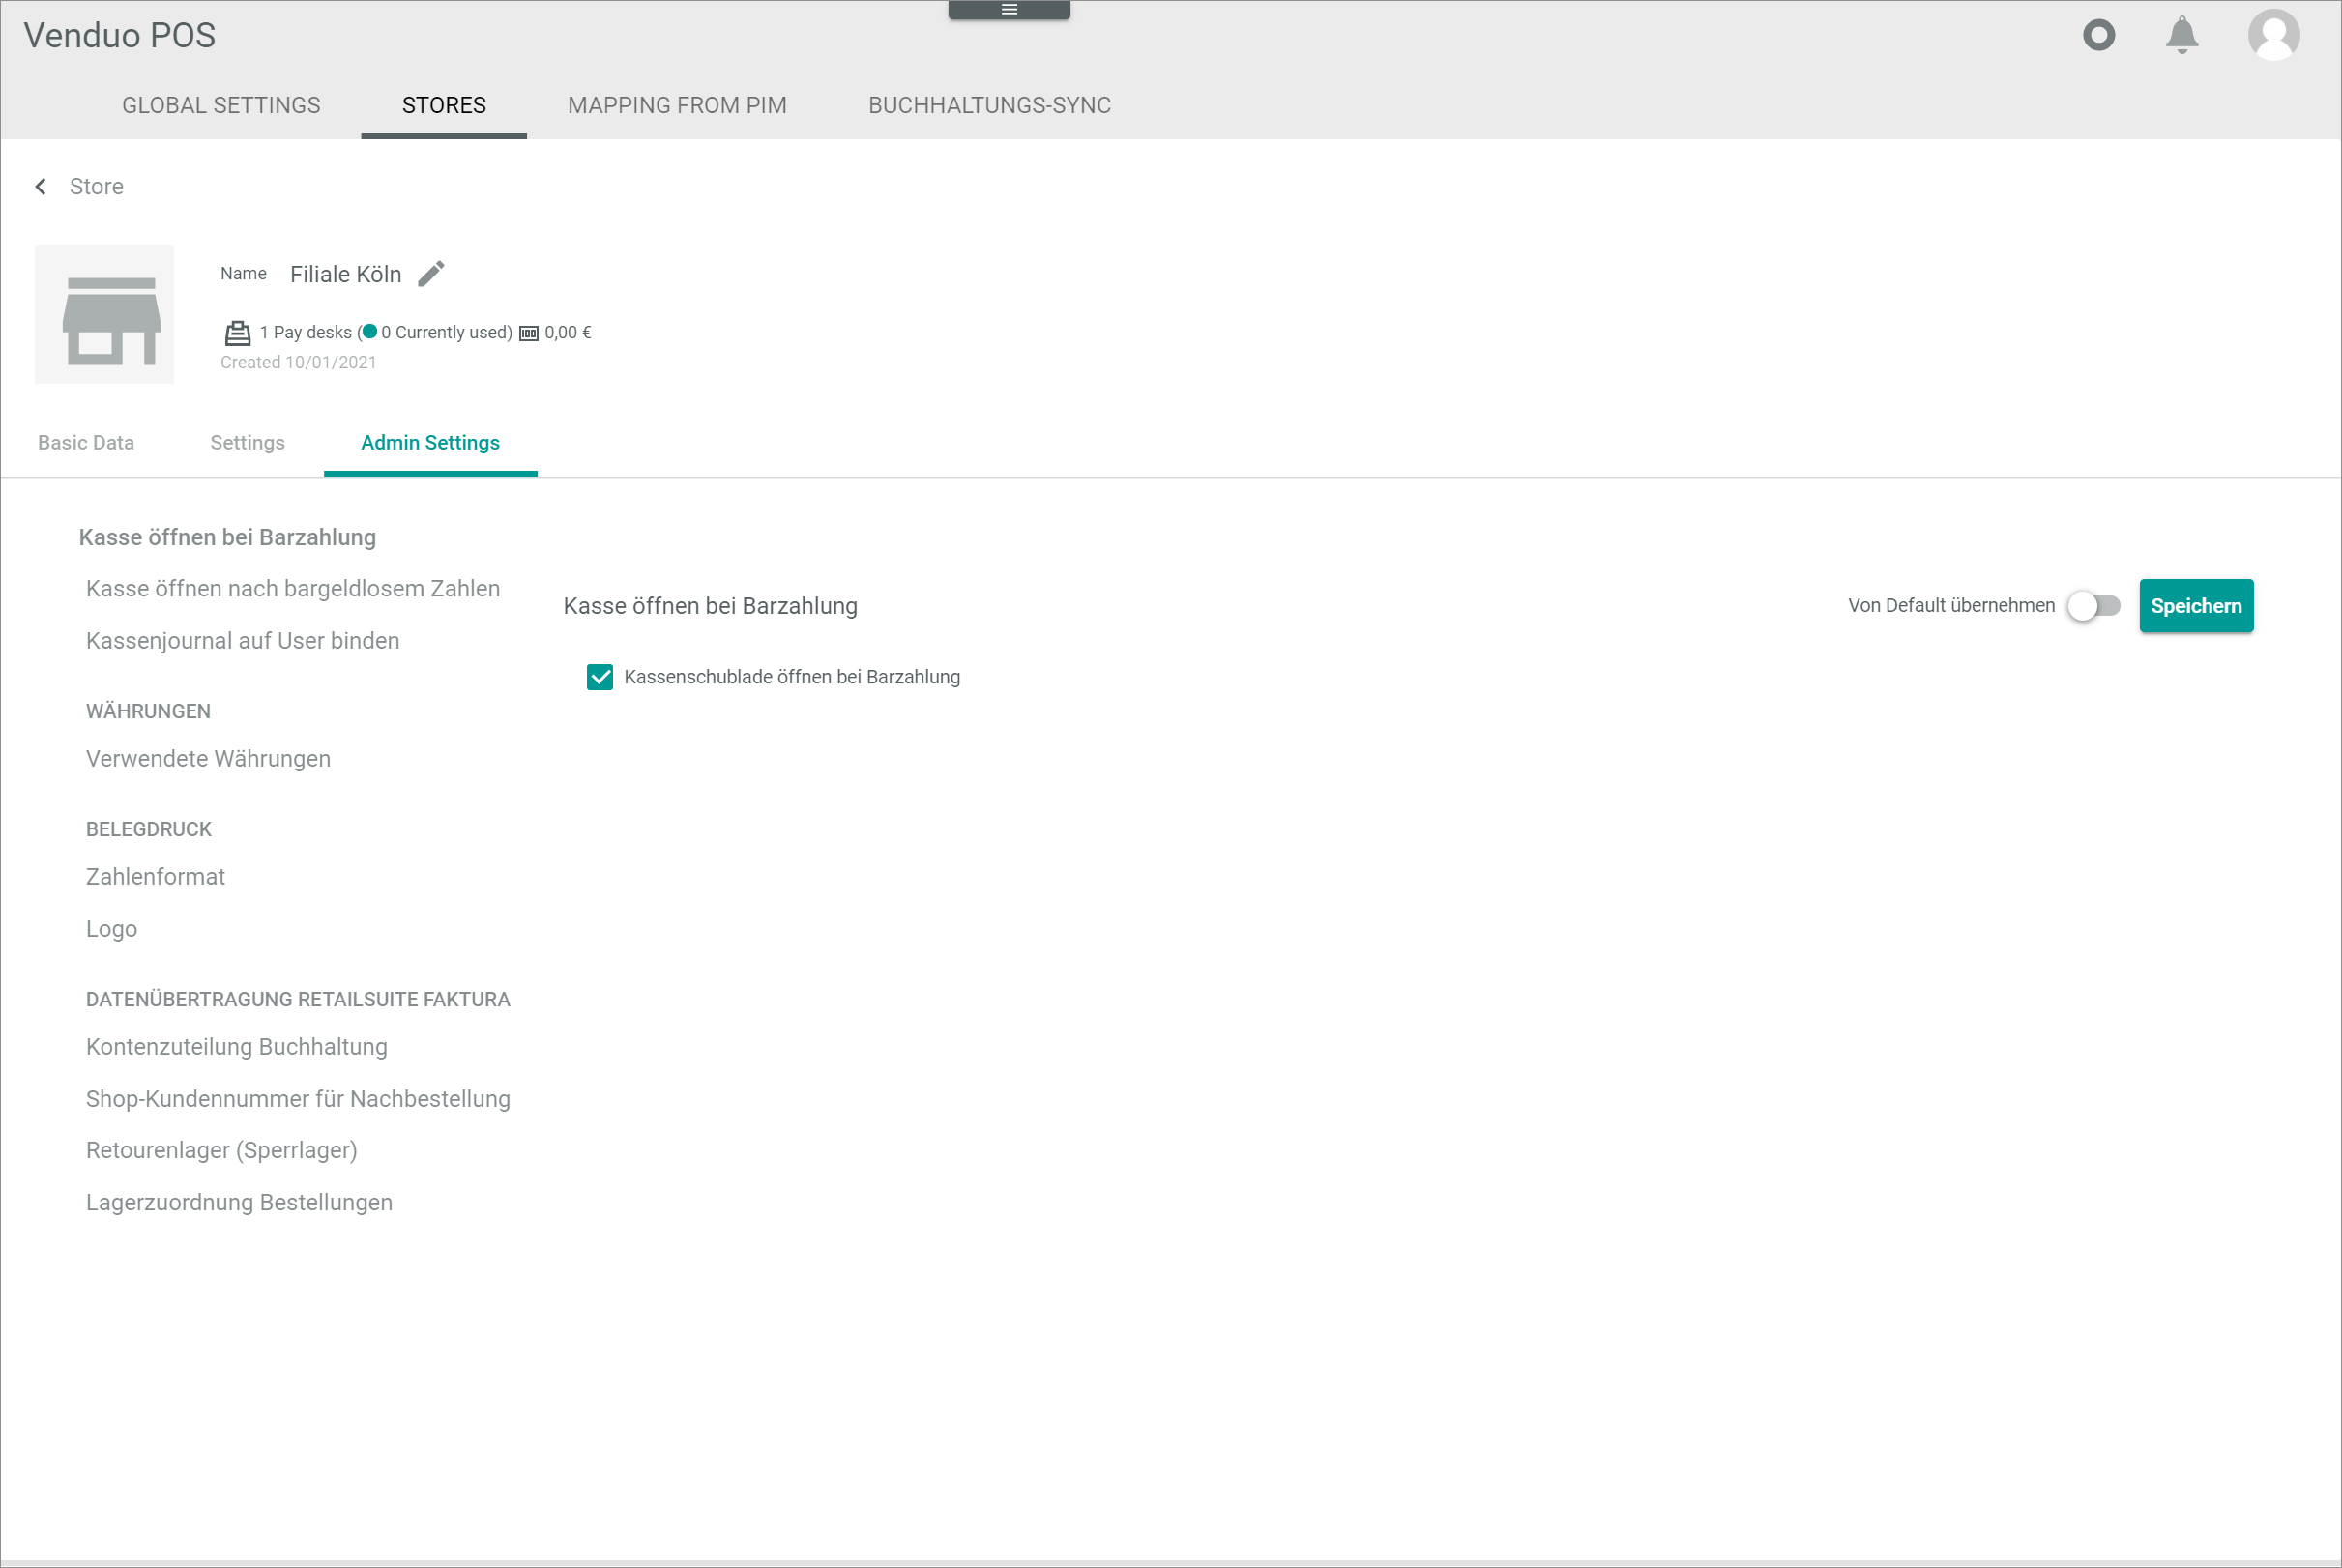 Venduo POS
GLOBAL SETTINGS STORES MAPPING FROM PIM BUCHHALTUNGS-SYNC
Store
Name Filiale Köln
1 Pay desks (0 Currently used) 0,00 €
Created 10/01/2021
Basic Data Settings Admin Settings
Kasse öffnen bei Barzahlung
Kasse öffnen nach bargeldlosem Zahlen
Kassenjournal auf User binden
WÄHRUNGEN
Verwendete Währungen
BELEGDRUCK
Zahlenformat
Logo
DATENÜBERTRAGUNG RETAILSUITE FAKTURA
Kontenzuteilung Buchhaltung
Shop-Kundennummer für Nachbestellung
Retourenlager (Sperrlager)
Lagerzuordnung Bestellungen
Kasse öffnen bei Barzahlung Von Default übernehmen Speichern
Kassenschublade öffnen bei Barzahlung